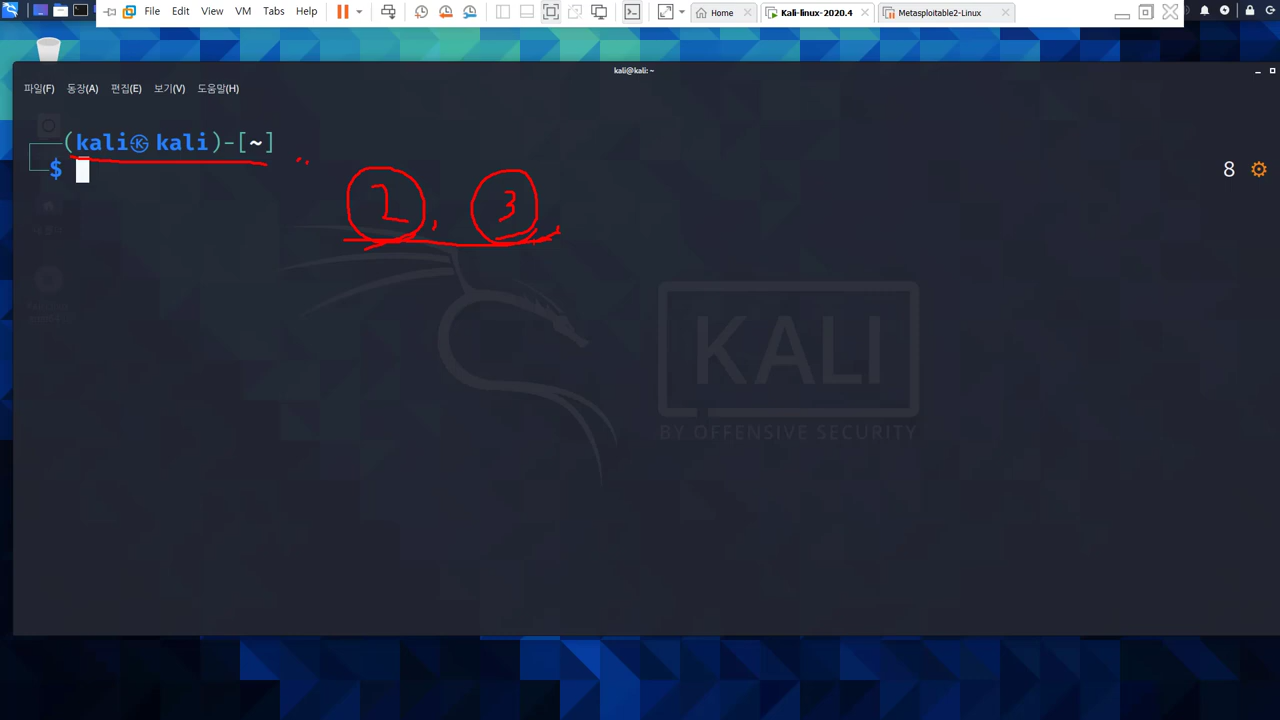 File Edit View VM Tabs Help Home Kali-linux-2020.4 Metasploitable2-Linux
kali@kali: ~
파일(F) 동장(A) 편집(E) 보기(V) 도움말(H)
(kali㉿kali)-[~]
$
8
2, 3,
KALI
BY OFFENSIVE SECURITY